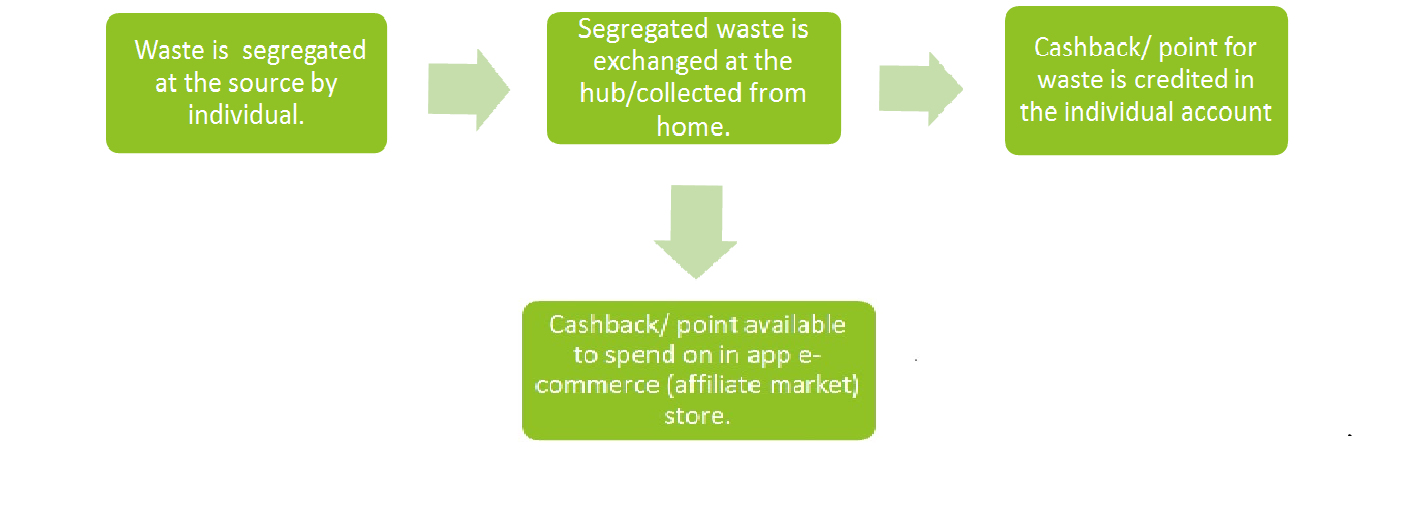 Waste is  segregated
at the source by
individual.
Segregated waste is
exchanged at the
hub/collected from
home.
Cashback/ point for
waste is credited in
the individual account
Cashback/ point available
to spend on in app e-
commerce (affiliate market)
store.